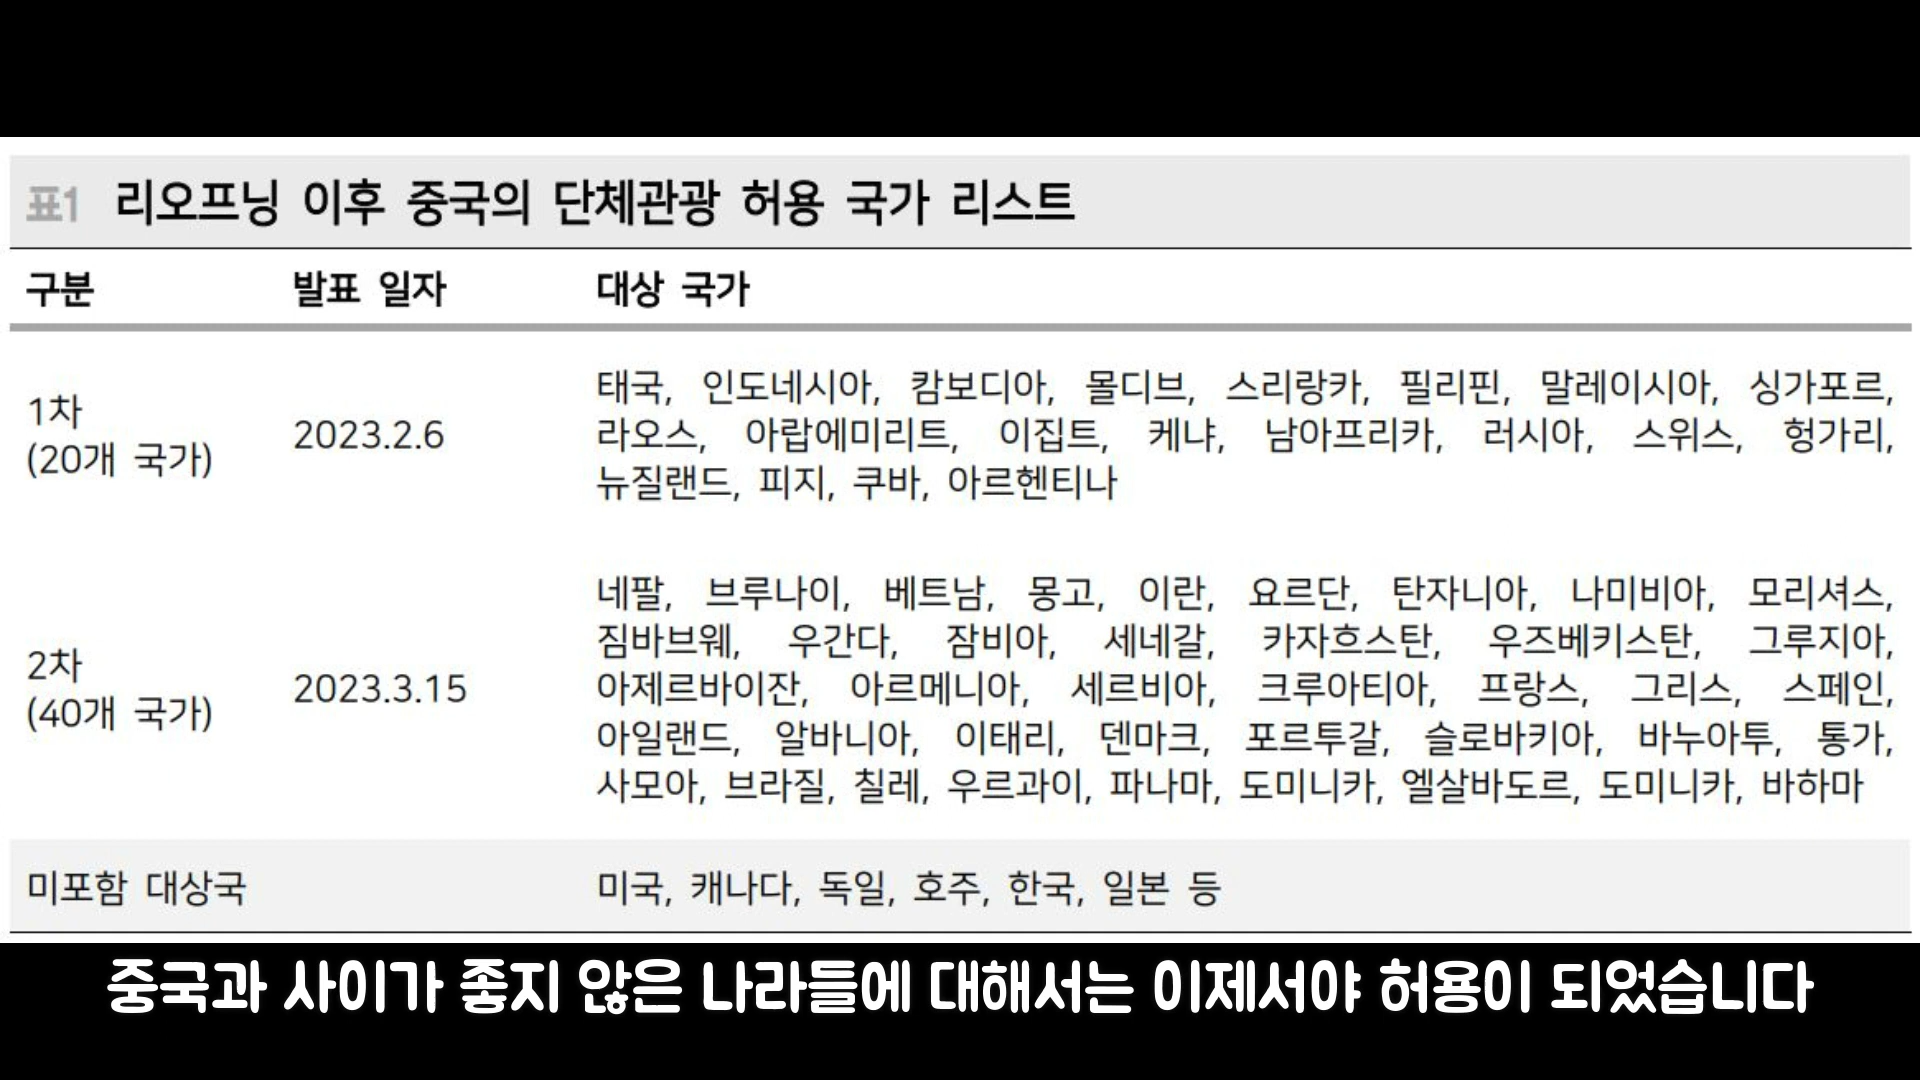 표1 리오프닝 이후 중국의 단체관광 허용 국가 리스트
구분 발표 일자 대상 국가
1차
(20개 국가)
2023.2.6
태국, 인도네시아, 캄보디아, 몰디브, 스리랑카, 필리핀, 말레이시아, 싱가포르,
라오스, 아랍에미리트, 이집트, 케냐, 남아프리카, 러시아, 스위스, 헝가리,
뉴질랜드, 피지, 쿠바, 아르헨티나
2차
(40개 국가)
2023.3.15
네팔, 브루나이, 베트남, 몽고, 이란, 요르단, 탄자니아, 나미비아, 모리셔스,
짐바브웨, 우간다, 잠비아, 세네갈, 카자흐스탄, 우즈베키스탄, 그루지아,
아제르바이잔, 아르메니아, 세르비아, 크루아티아, 프랑스, 그리스, 스페인,
아일랜드, 알바니아, 이태리, 덴마크, 포르투갈, 슬로바키아, 바누아투, 통가,
사모아, 브라질, 칠레, 우르과이, 파나마, 도미니카, 엘살바도르, 도미니카, 바하마
미포함 대상국 미국, 캐나다, 독일, 호주, 한국, 일본 등
중국과 사이가 좋지 않은 나라들에 대해서는 이제서야 허용이 되었습니다